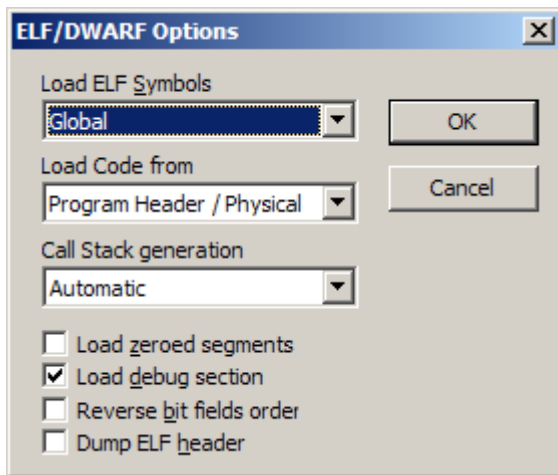 ELF/DWARF Options
Load ELF Symbols
Global
OK
Load Code from
Program Header / Physical
Cancel
Call Stack generation
Automatic
Load zeroed segments
Load debug section
Reverse bit fields order
Dump ELF header